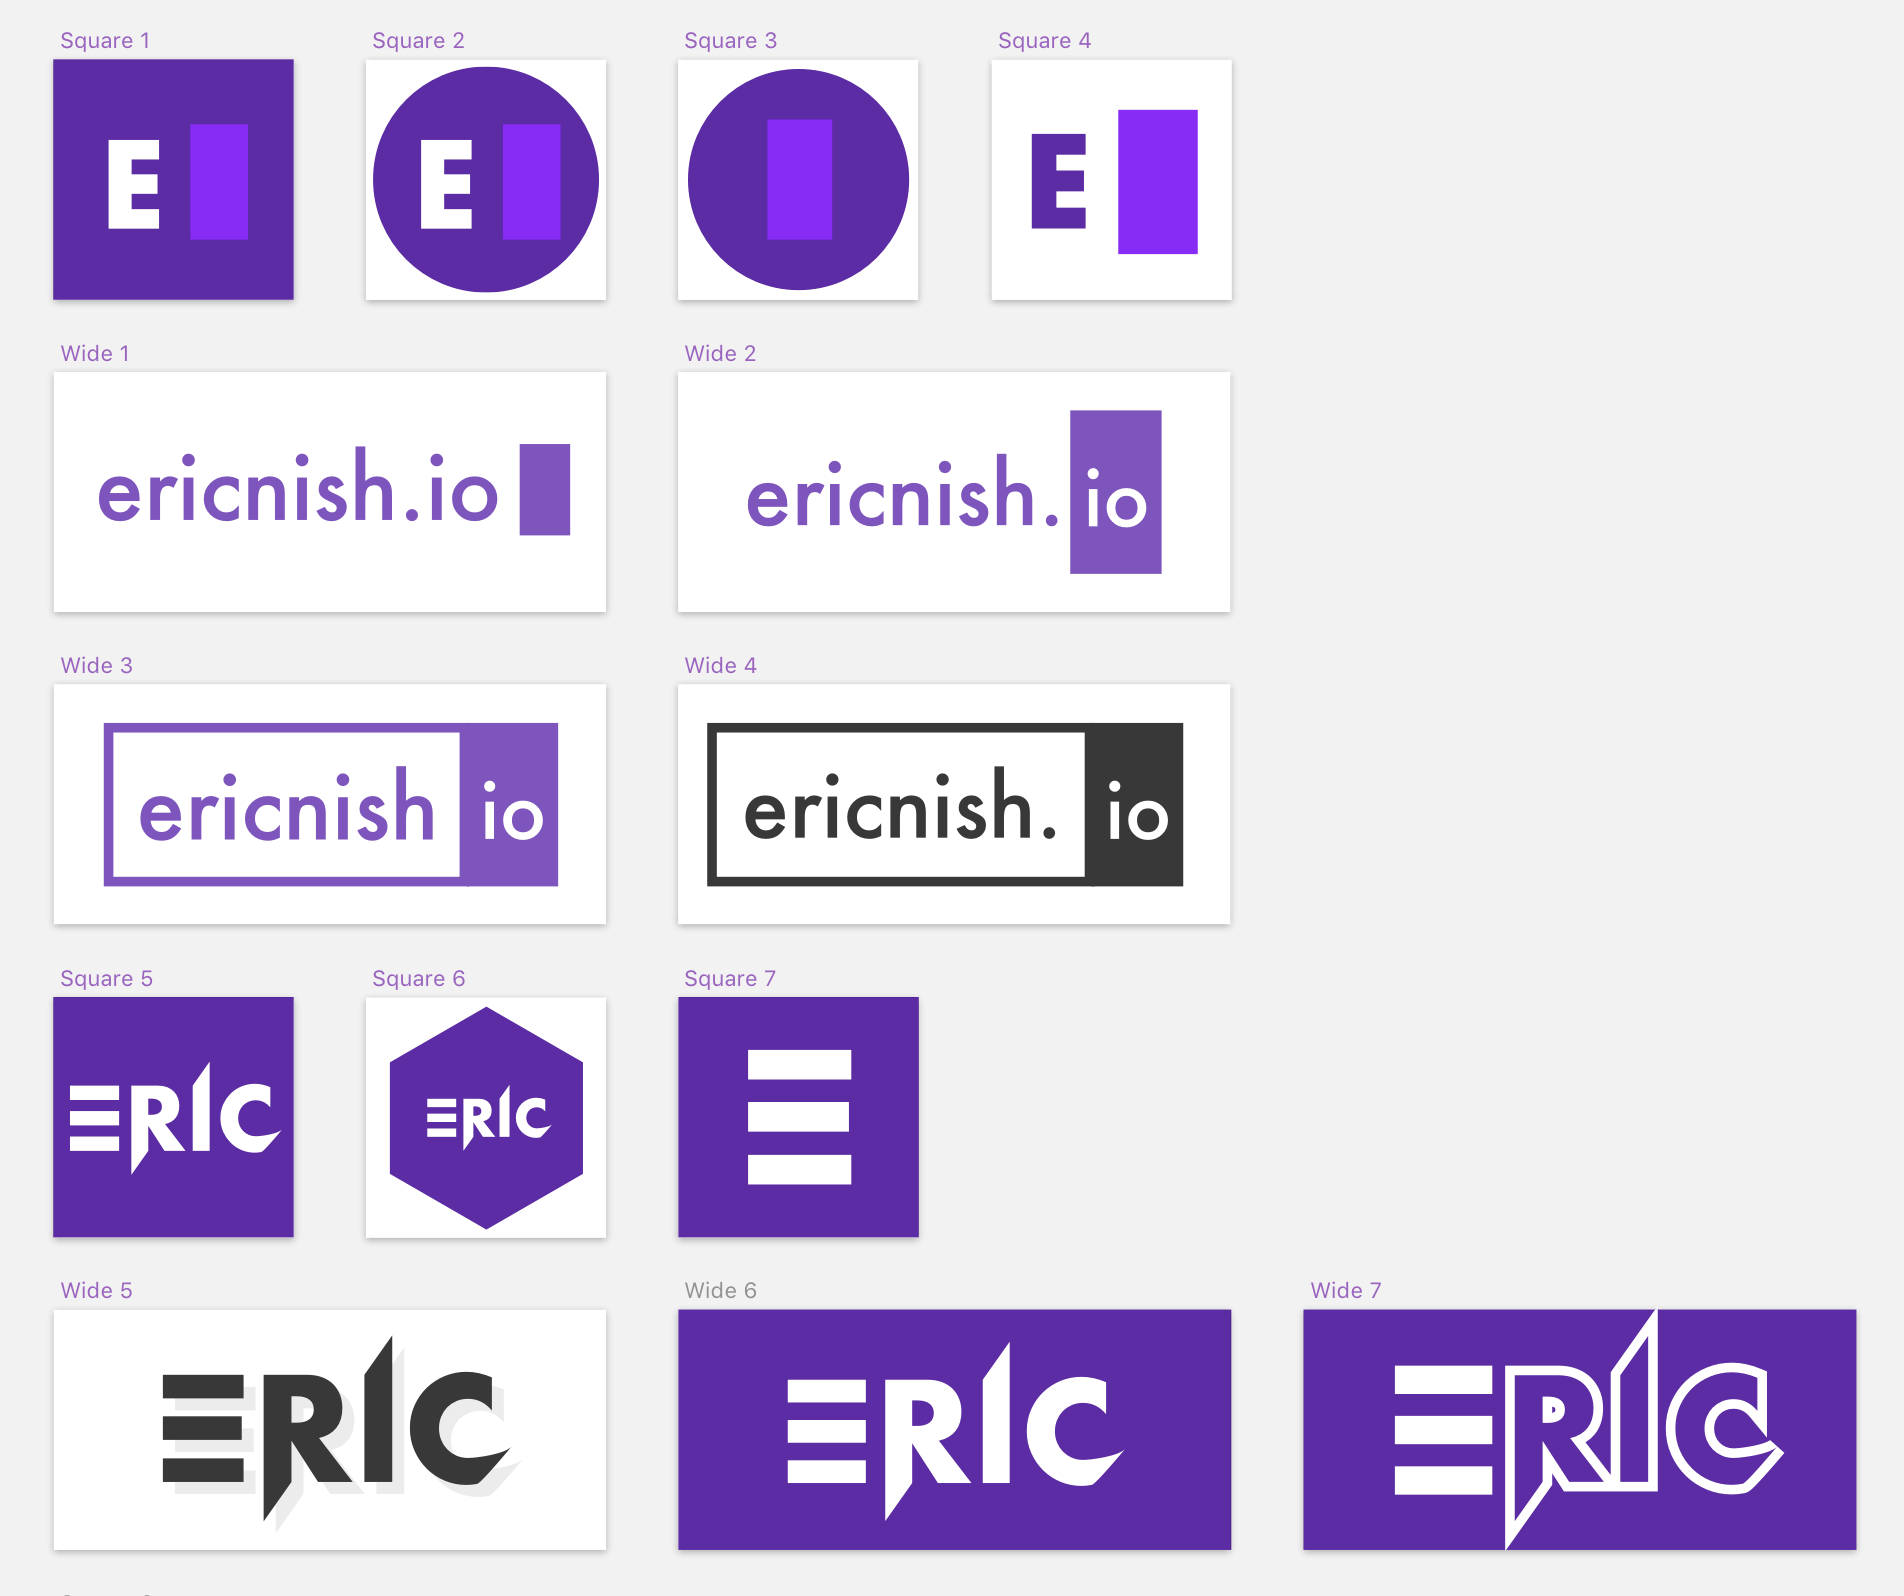 Square 1
Square 2
Square 3
Square 4
E
E
E
Wide 1
Wide 2
ericnish.io
ericnish.io
Wide 3
Wide 4
ericnish io
ericnish.io
Square 5
Square 6
Square 7
ERIC
ERIC
E
Wide 5
Wide 6
Wide 7
ERIC
ERIC
ERIC